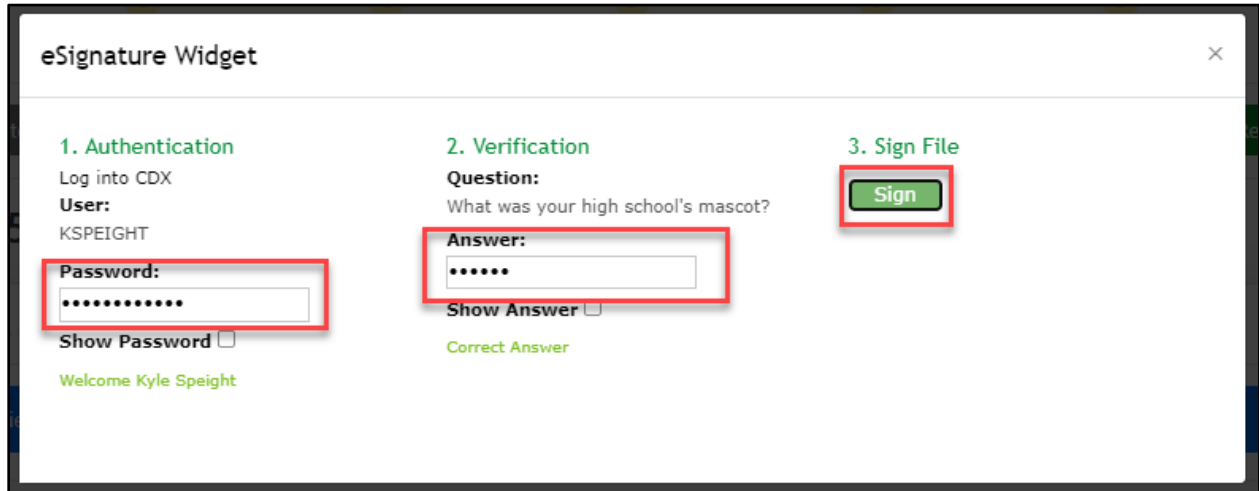 eSignature Widget
×
1. Authentication
Log into CDX
User:
KSPEIGHT
Password:
••••••••••••
Show Password
Welcome Kyle Speight
2. Verification
Question:
What was your high school's mascot?
Answer:
••••••
Show Answer
Correct Answer
3. Sign File
Sign